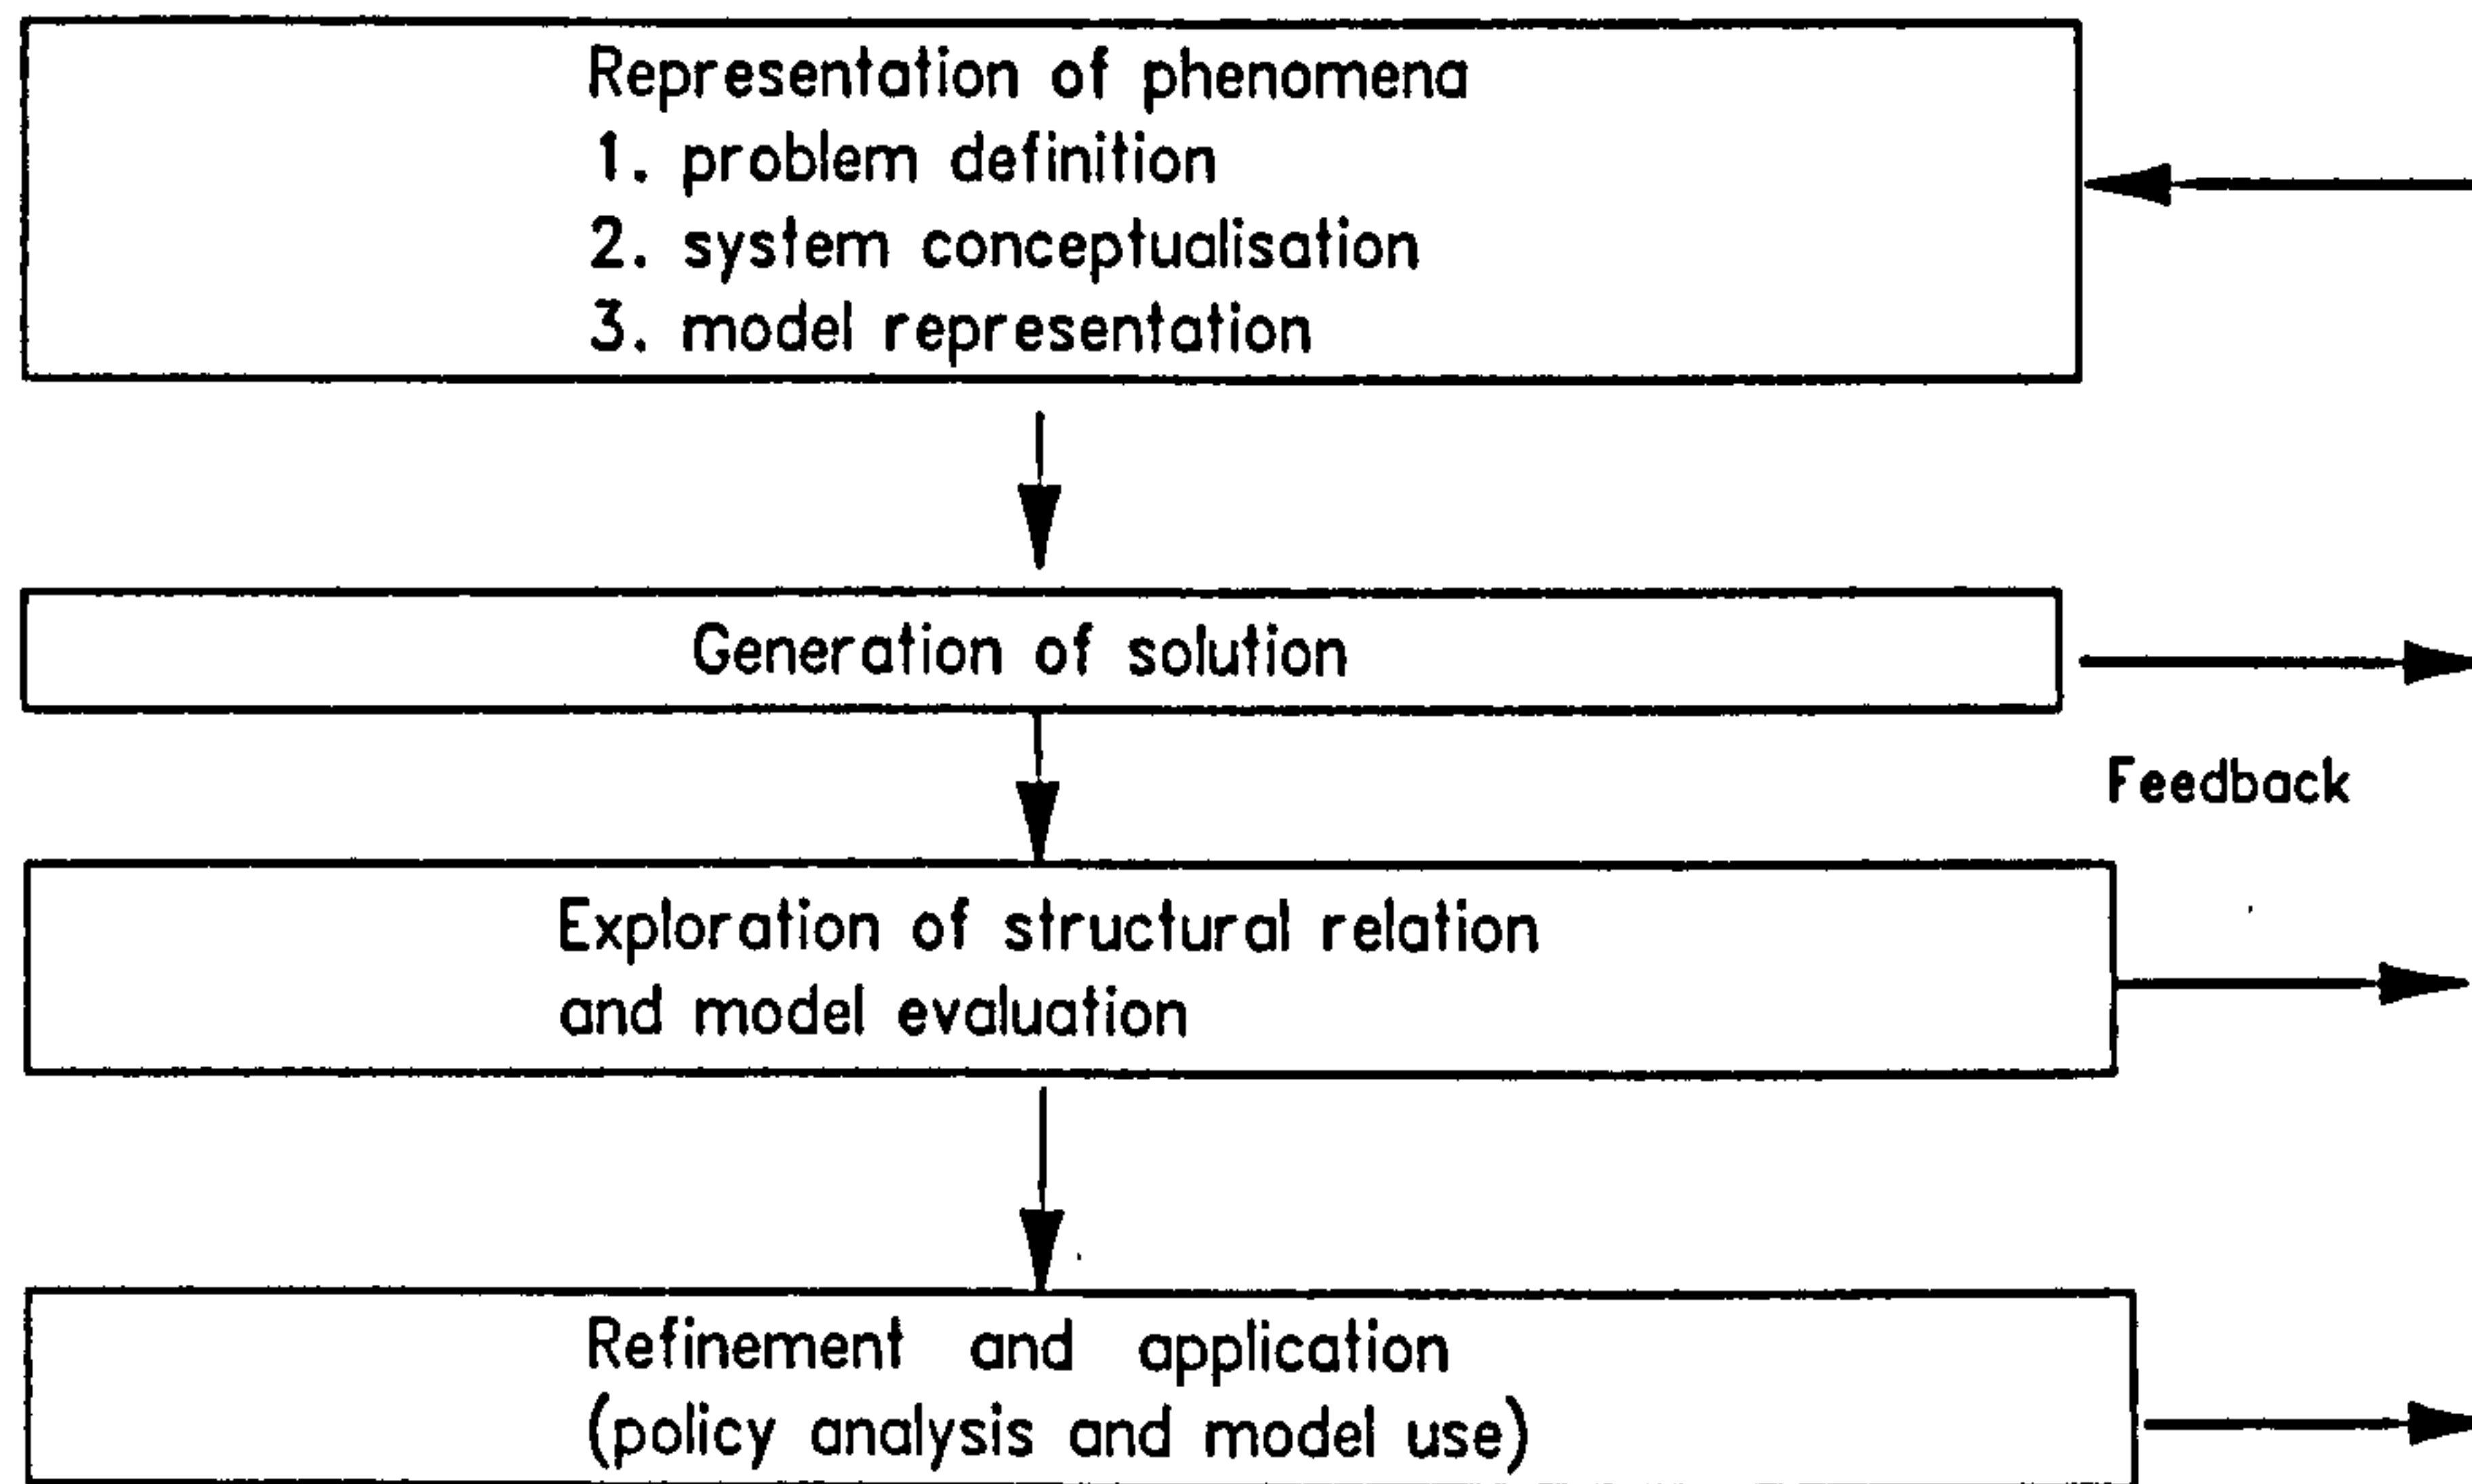 Representation of phenomena
1. problem definition
2. system conceptualisation
3. model representation
Generation of solution
Feedback
Exploration of structural relation
and model evaluation
Refinement and application
(policy analysis and model use)